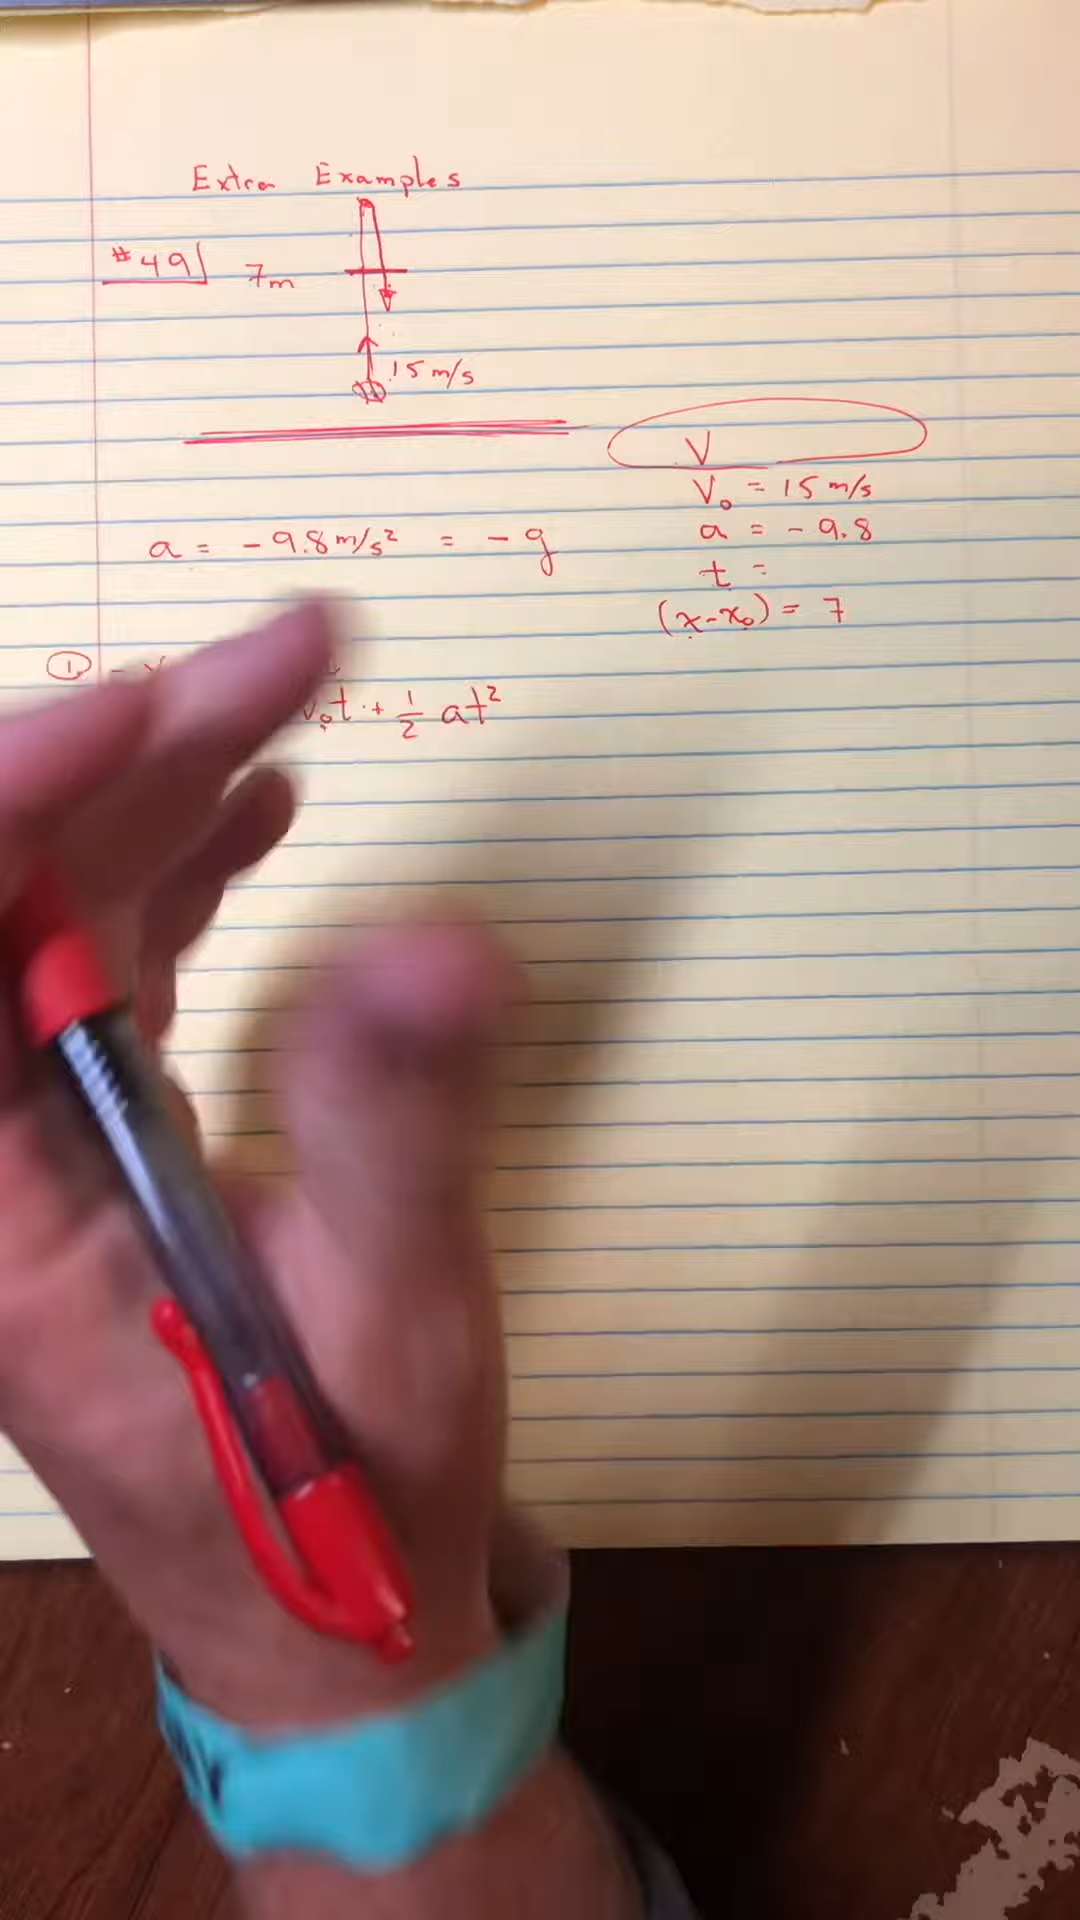 Extra Examples
#49 7m
15 m/s
V
V₀ = 15 m/s
a = -9.8 m/s² = -g
a = -9.8
t =
(x-x₀) = 7
①
v₀t + 1/2 at²